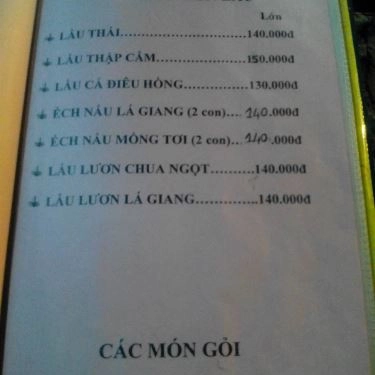 Lớn
LẨU THÁI..............................140.000đ
LẨU THẬP CẨM.....................150.000đ
LẨU CÁ DIÊU HỒNG..............130.000đ
ẾCH NẤU LÁ GIANG (2 con)....140.000đ
ẾCH NẤU MỒNG TƠI (2 con)...140.000đ
LẨU LƯƠN CHUA NGỌT..........140.000đ
LẨU LƯƠN LÁ GIANG..............140.000đ
CÁC MÓN GỎI